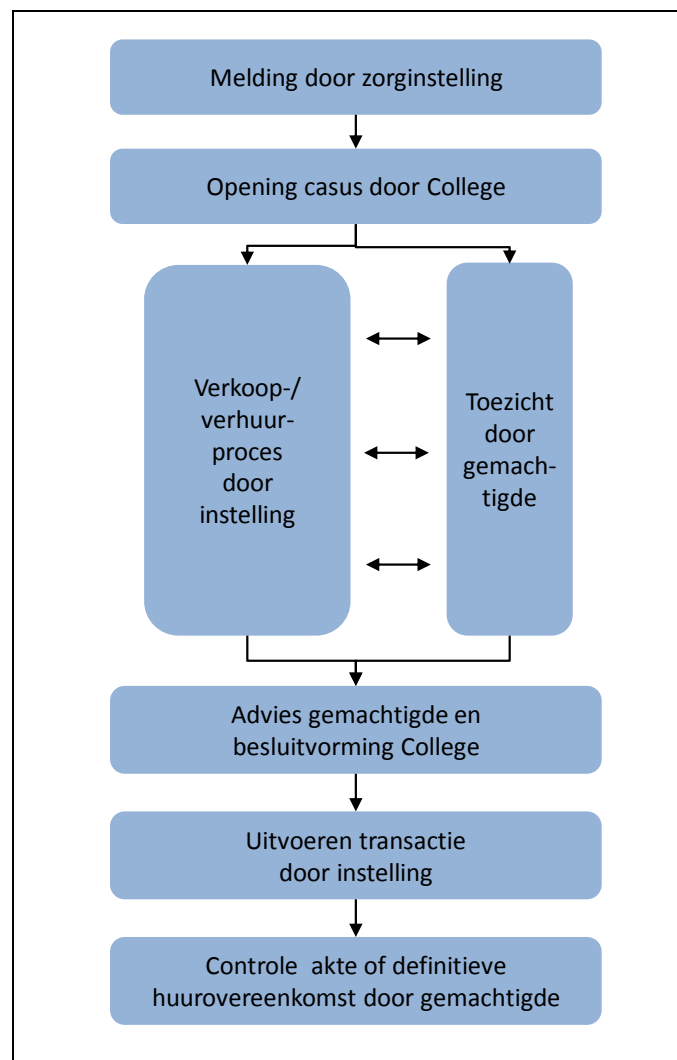 Melding door zorginstelling
Opening casus door College
Verkoop-/
verhuur-
proces
door
instelling
Toezicht
door
gemach-
tigde
Advies gemachtigde en
besluitvorming College
Uitvoeren transactie
door instelling
Controle akte of definitieve
huurovereenkomst door gemachtigde